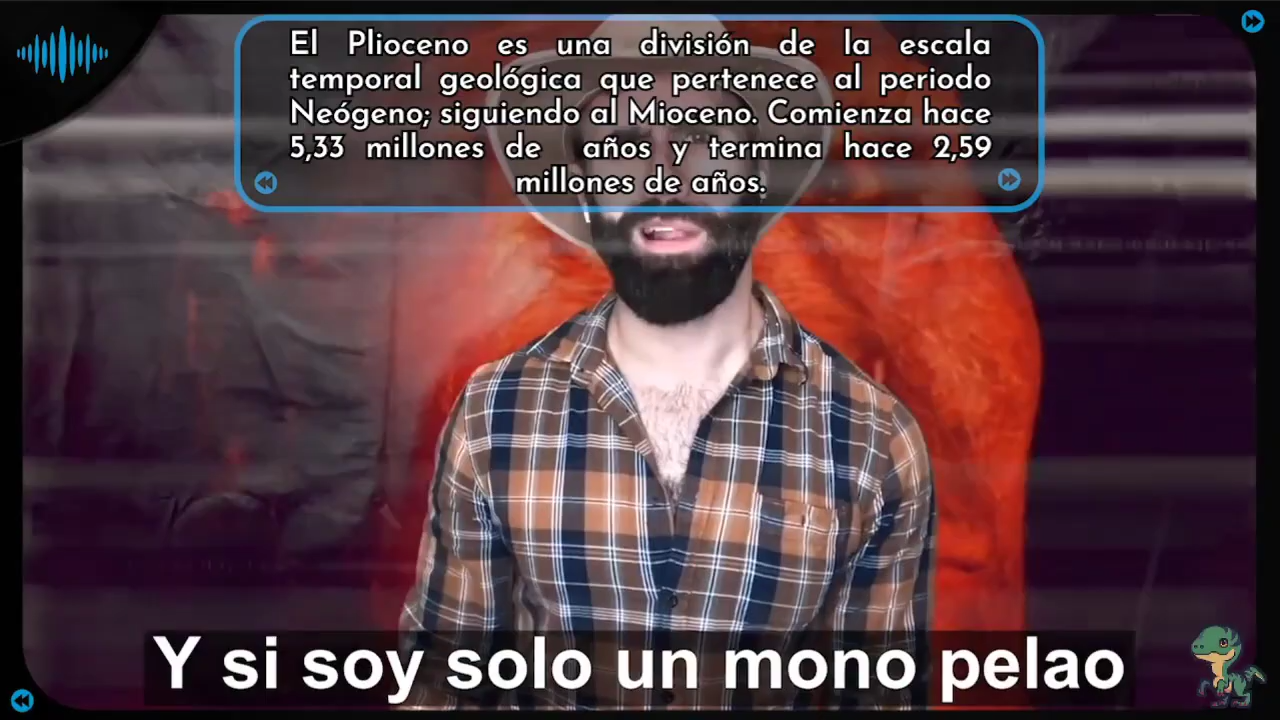 El Plioceno es una división de la escala
temporal geológica que pertenece al periodo
Neógeno; siguiendo al Mioceno. Comienza hace
5,33 millones de años y termina hace 2,59
millones de años.
Y si soy solo un mono pelao